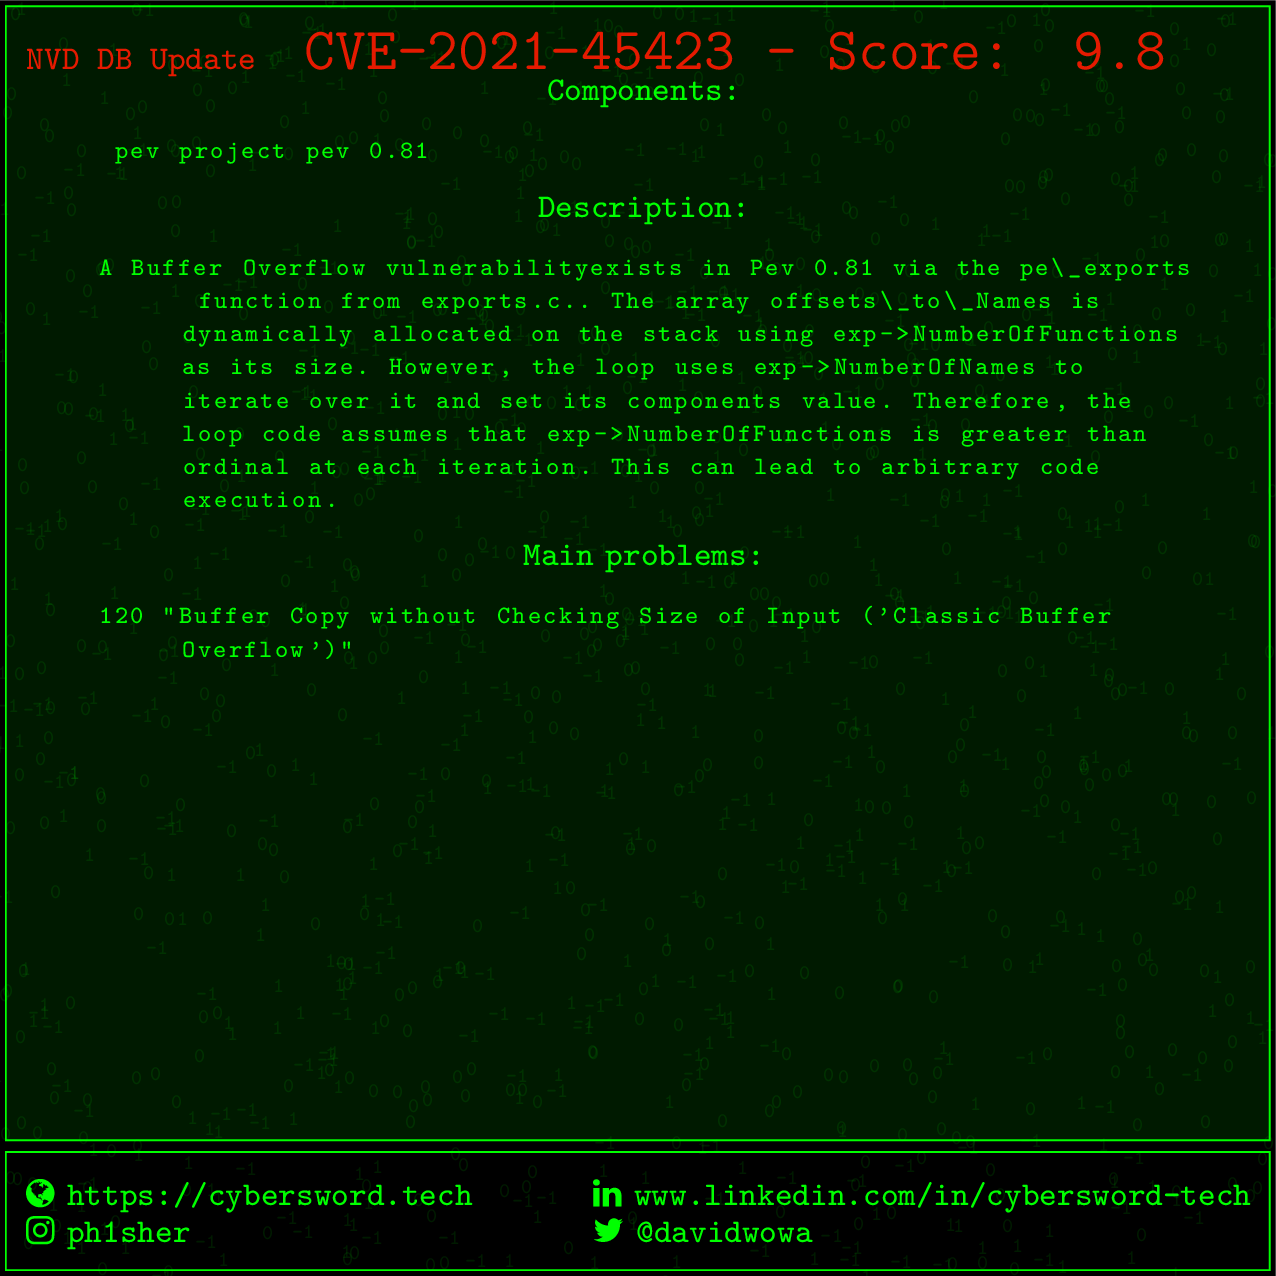 NVD DB Update CVE-2021-45423 - Score: 9.8
Components:
pev project pev 0.81
Description:
A Buffer Overflow vulnerabilityexists in Pev 0.81 via the pe\_exports
function from exports.c.. The array offsets\_to\_Names is
dynamically allocated on the stack using exp->NumberOfFunctions
as its size. However, the loop uses exp->NumberOfNames to
iterate over it and set its components value. Therefore, the
loop code assumes that exp->NumberOfFunctions is greater than
ordinal at each iteration. This can lead to arbitrary code
execution.
Main problems:
120 "Buffer Copy without Checking Size of Input ('Classic Buffer
Overflow')"
https://cybersword.tech
www.linkedin.com/in/cybersword-tech
ph1sher
@davidwowa